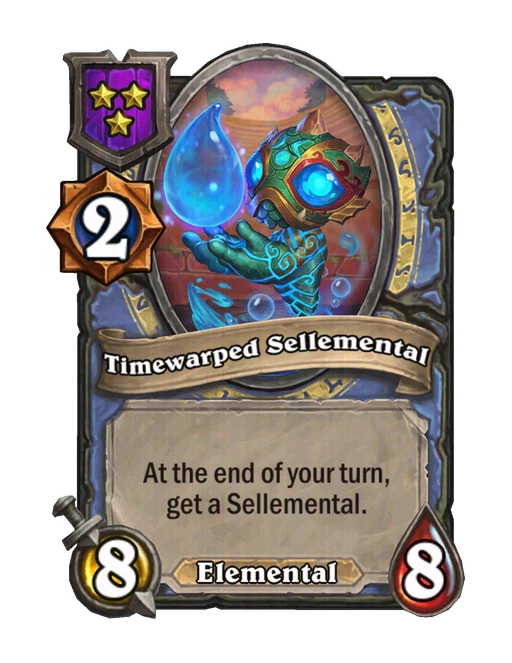 2
Timewarped Sellemental
At the end of your turn,
get a Sellemental.
8
Elemental
8